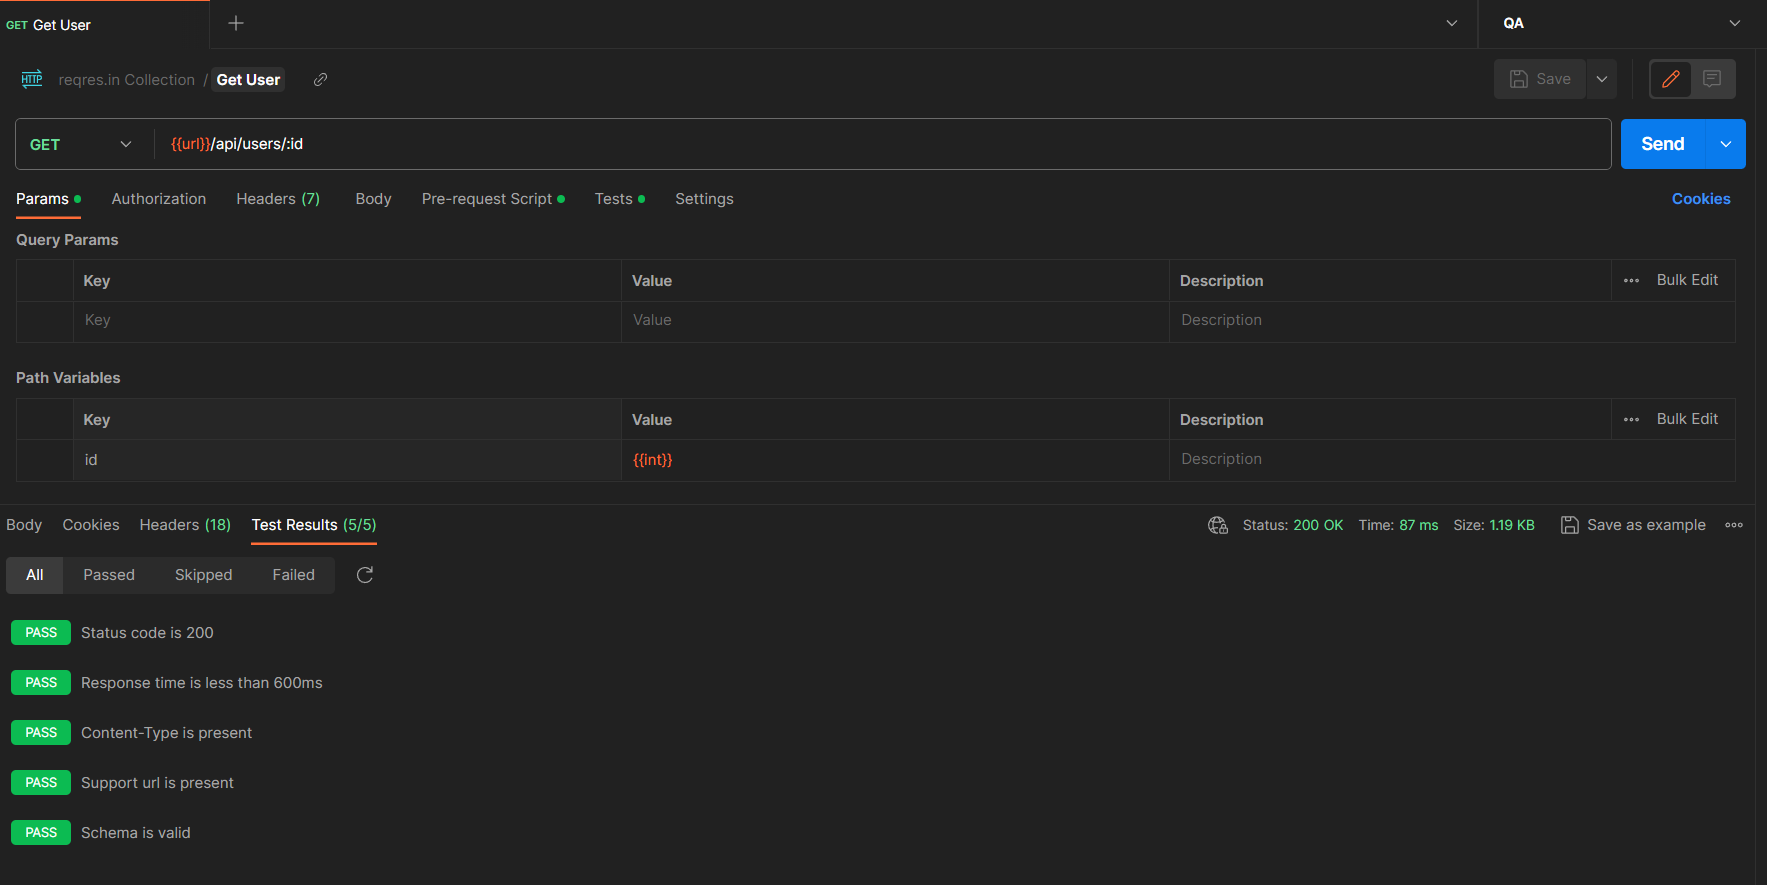 GET Get User
QA
HTTP reqres.in Collection / Get User
Save
GET {{url}}/api/users/:id
Send
Params Authorization Headers (7) Body Pre-request Script Tests Settings Cookies
Query Params
Key Value Description Bulk Edit
Key Value Description
Path Variables
Key Value Description Bulk Edit
id {{int}} Description
Body Cookies Headers (18) Test Results (5/5) Status: 200 OK Time: 87 ms Size: 1.19 KB Save as example
All Passed Skipped Failed
PASS Status code is 200
PASS Response time is less than 600ms
PASS Content-Type is present
PASS Support url is present
PASS Schema is valid